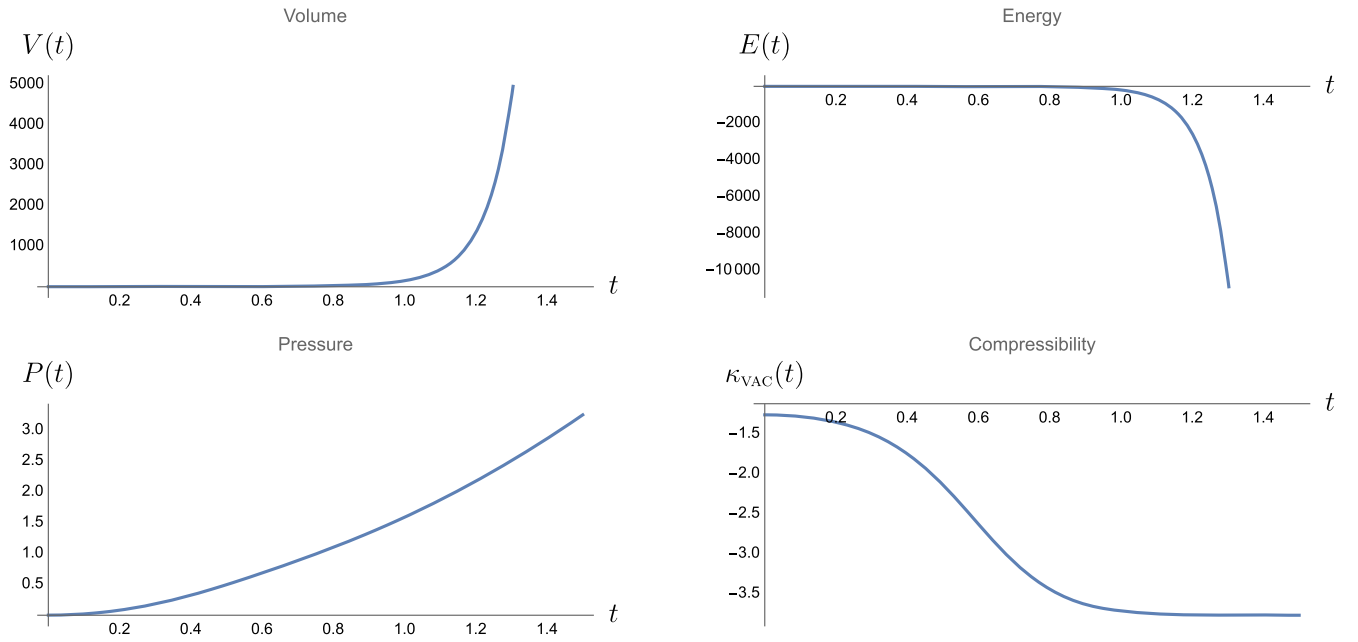 Volume
V(t)
5000
4000
3000
2000
1000
0.2 0.4 0.6 0.8 1.0 1.2 1.4
t
Energy
E(t)
t
0.2 0.4 0.6 0.8 1.0 1.2 1.4
−2000
−4000
−6000
−8000
−10 000
Pressure
P(t)
3.0
2.5
2.0
1.5
1.0
0.5
0.2 0.4 0.6 0.8 1.0 1.2 1.4
t
Compressibility
κ_VAC(t)
t
0.2 0.4 0.6 0.8 1.0 1.2 1.4
−1.5
−2.0
−2.5
−3.0
−3.5